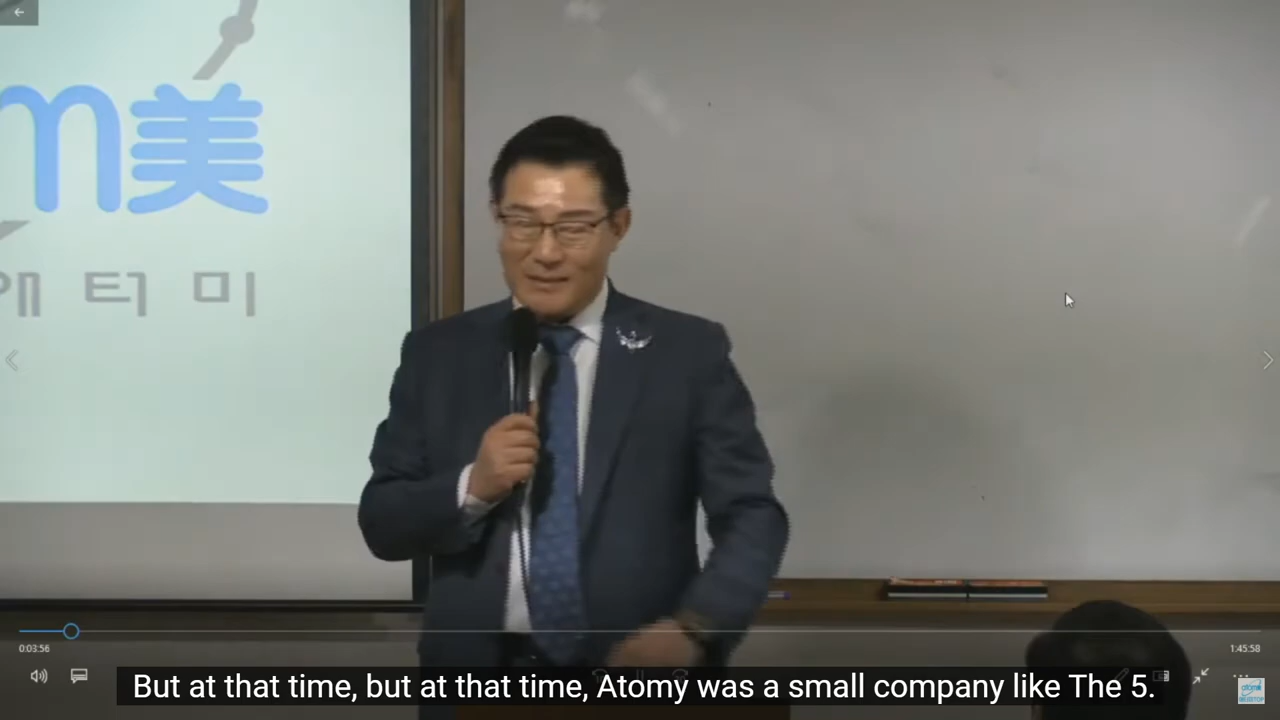 m美
애터미
0:03:56
1:45:58
But at that time, but at that time, Atomy was a small company like The 5.